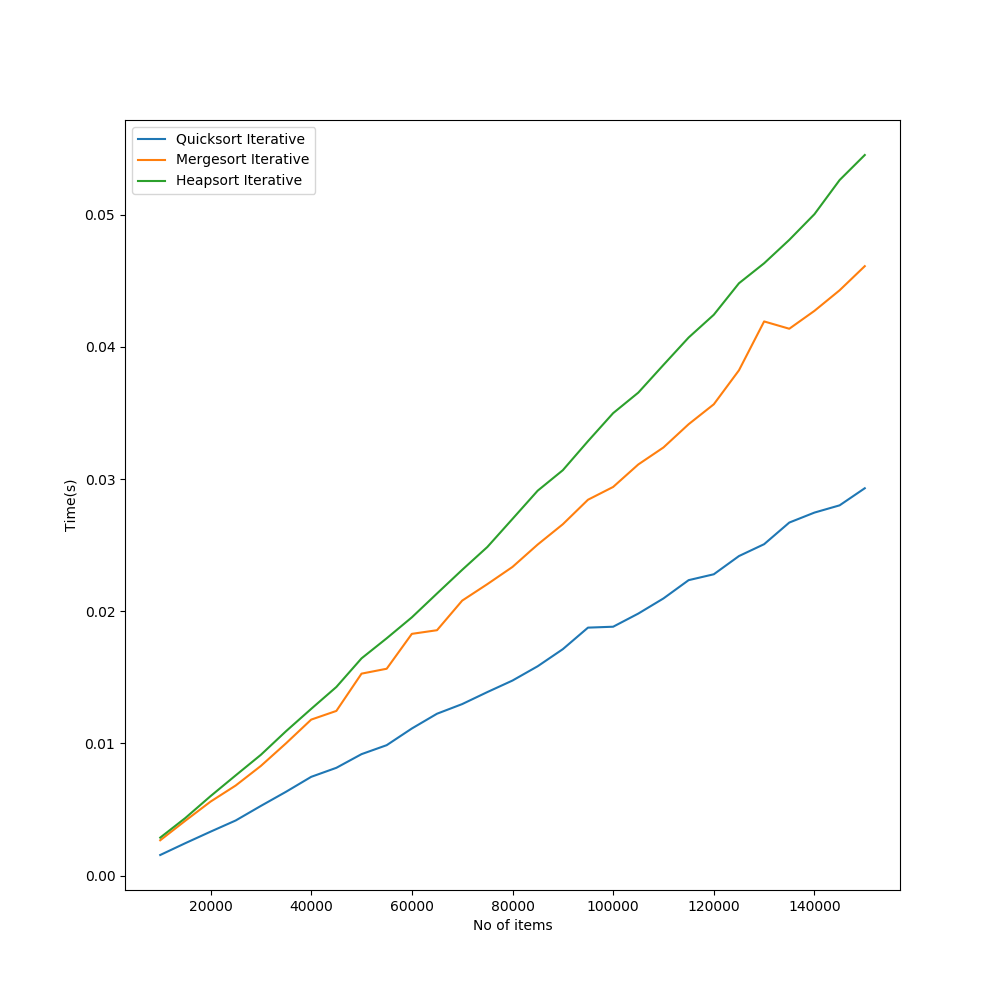 Quicksort Iterative
Mergesort Iterative
Heapsort Iterative
0.05
0.04
0.03
0.02
0.01
0.00
Time(s)
20000 40000 60000 80000 100000 120000 140000
No of items